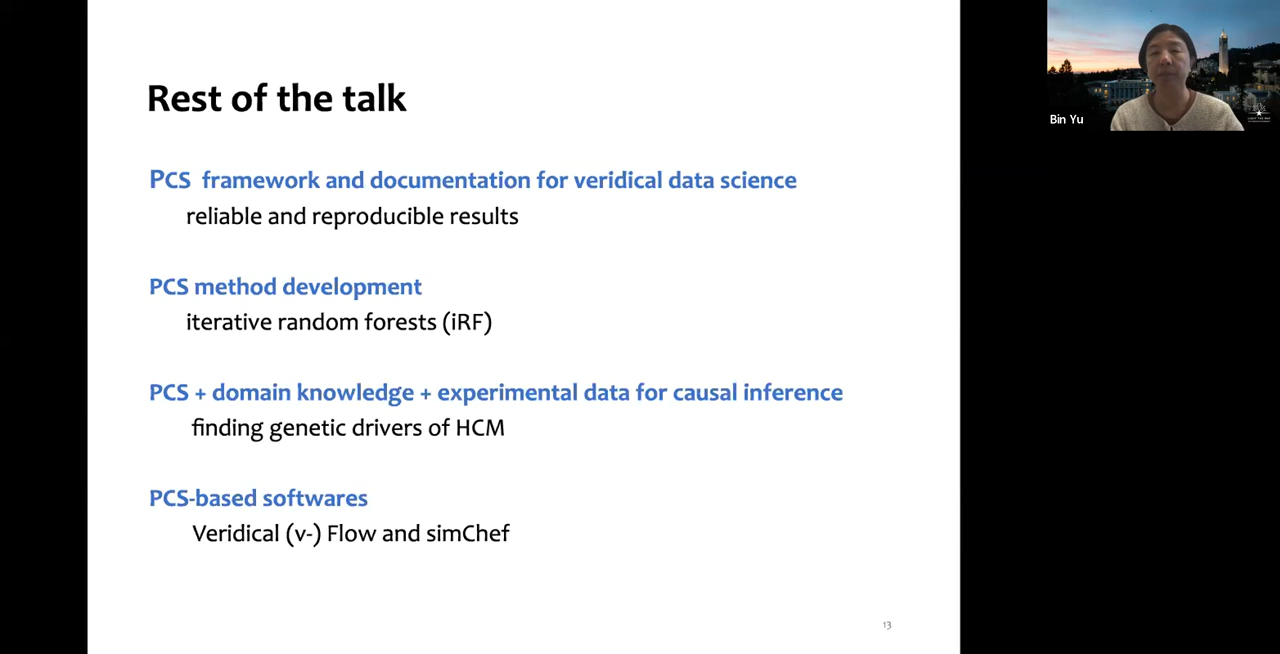 Rest of the talk
PCS framework and documentation for veridical data science
reliable and reproducible results
PCS method development
iterative random forests (iRF)
PCS + domain knowledge + experimental data for causal inference
finding genetic drivers of HCM
PCS-based softwares
Veridical (v-) Flow and simChef
13
Bin Yu